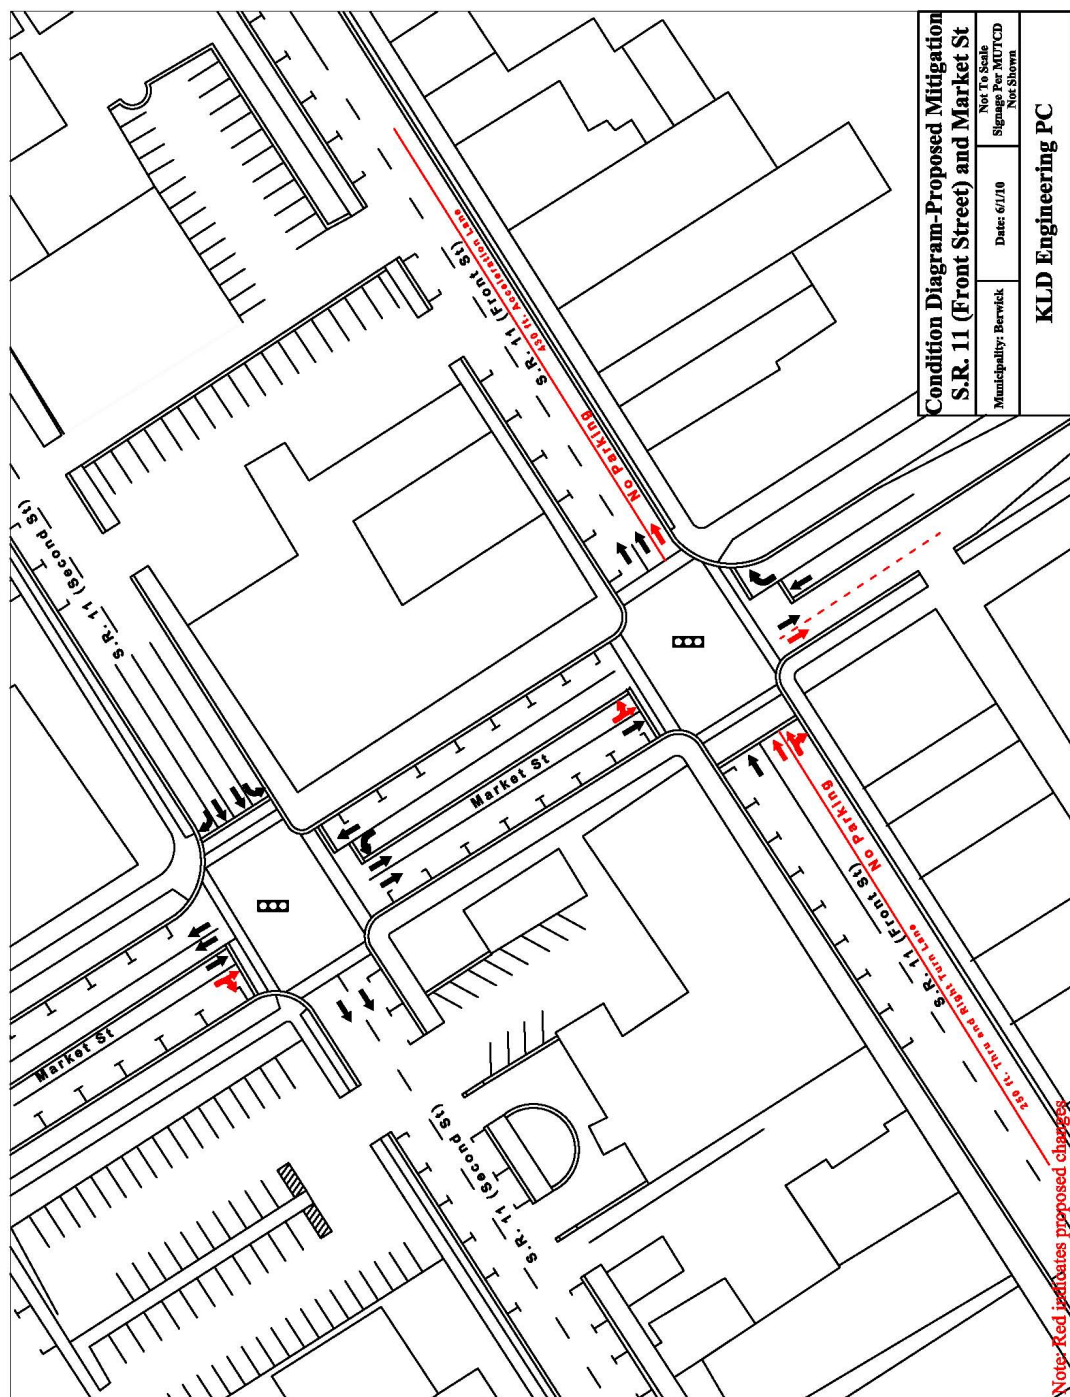 Condition Diagram-Proposed Mitigation
S.R. 11 (Front Street) and Market St
Municipality: Berwick
Date: 6/1/10
Not To Scale
Signage Per MUTCD
Not Shown
KLD Engineering PC
S.R. 11 (Second St)
S.R. 11 (Front St)
430 ft. Acceleration Lane
No Parking
Market St
Market St
S.R. 11 (Second St)
No Parking
S.R. 11 (Front St)
250 ft. Thru and Right Turn Lane
Note: Red indicates proposed changes